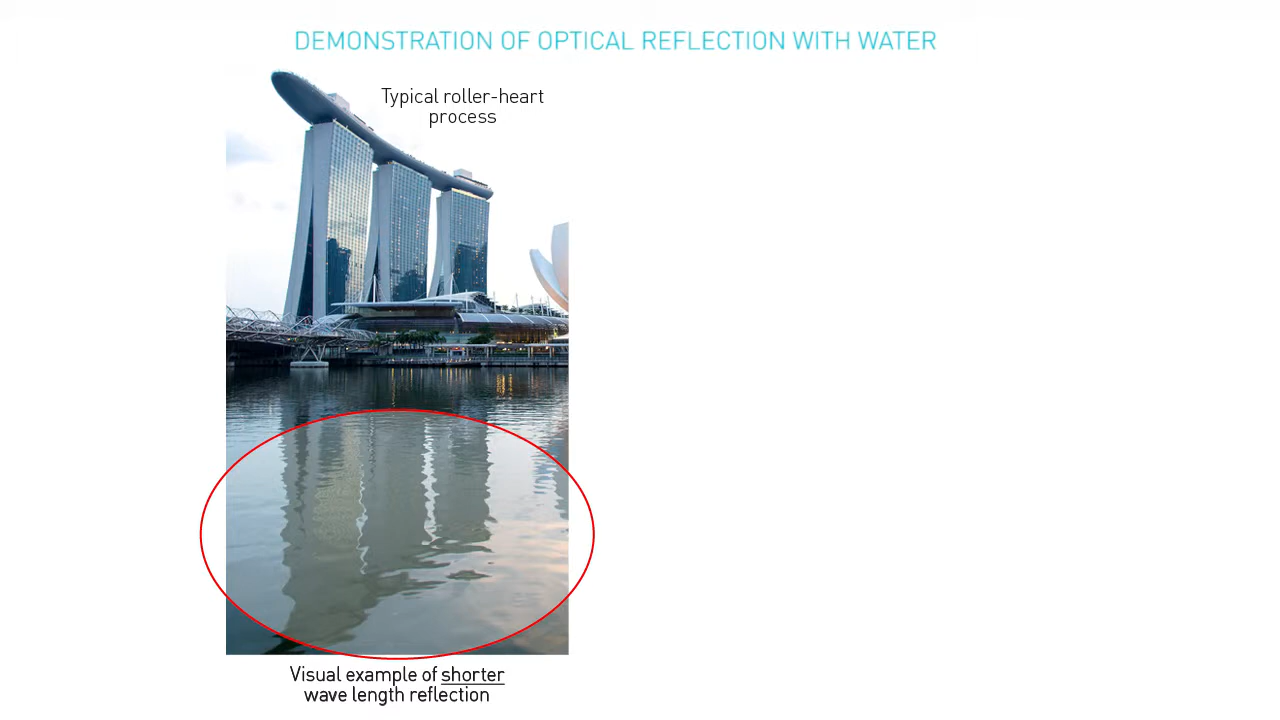 DEMONSTRATION OF OPTICAL REFLECTION WITH WATER
Typical roller-heart
process
Visual example of shorter
wave length reflection